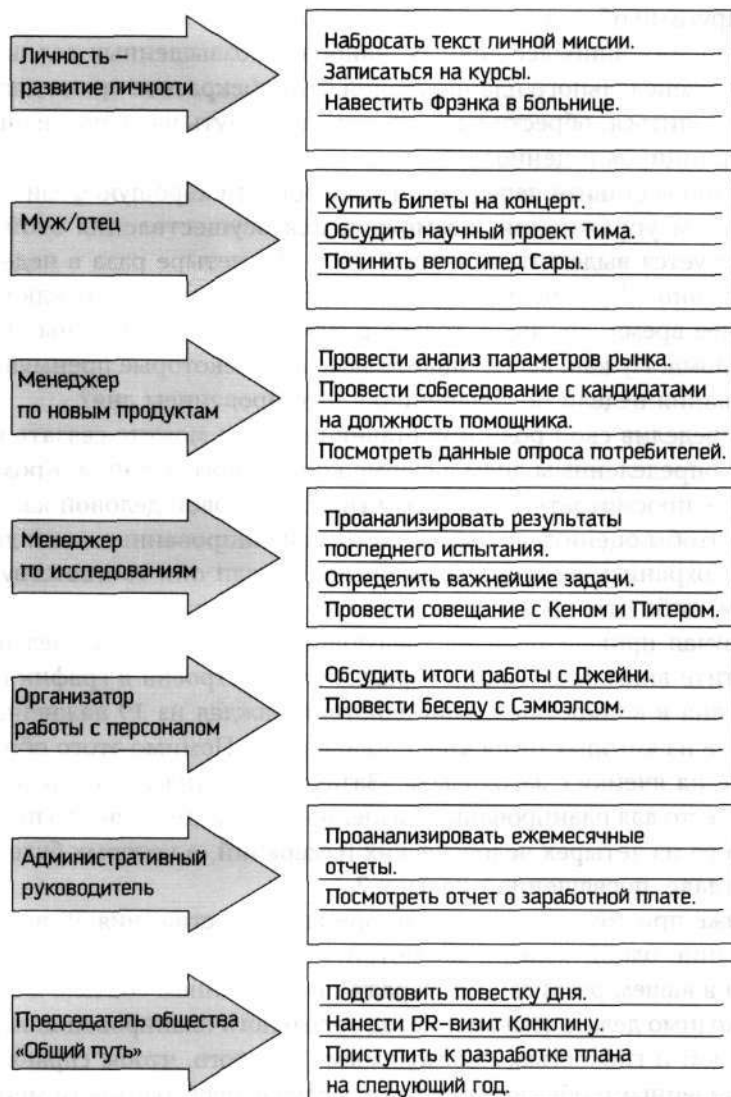 Личность –
развитие личности
Набросать текст личной миссии.
Записаться на курсы.
Навестить Фрэнка в больнице.
Муж/отец
Купить билеты на концерт.
Обсудить научный проект Тима.
Починить велосипед Сары.
Менеджер
по новым продуктам
Провести анализ параметров рынка.
Провести собеседование с кандидатами
на должность помощника.
Посмотреть данные опроса потребителей.
Менеджер
по исследованиям
Проанализировать результаты
последнего испытания.
Определить важнейшие задачи.
Провести совещание с Кеном и Питером.
Организатор
работы с персоналом
Обсудить итоги работы с Джейни.
Провести беседу с Сэмюэлсом.
Административный
руководитель
Проанализировать ежемесячные
отчеты.
Посмотреть отчет о заработной плате.
Председатель общества
«Общий путь»
Подготовить повестку дня.
Нанести PR-визит Конклину.
Приступить к разработке плана
на следующий год.